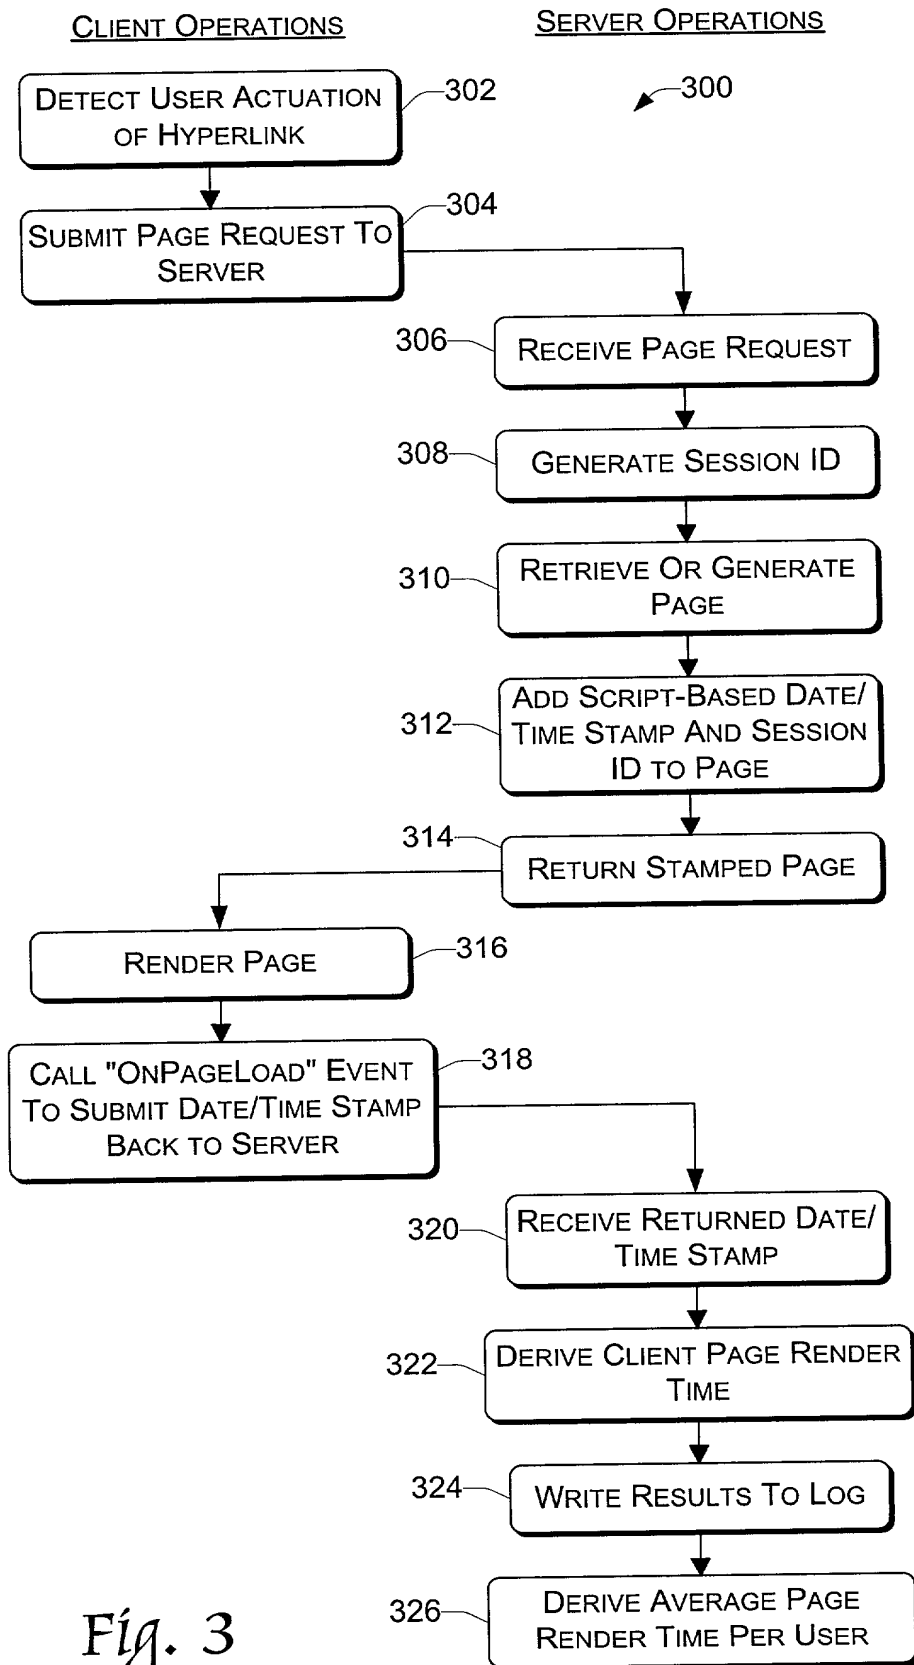 CLIENT OPERATIONS
SERVER OPERATIONS
300
DETECT USER ACTUATION
OF HYPERLINK
302
SUBMIT PAGE REQUEST TO
SERVER
304
306
RECEIVE PAGE REQUEST
308
GENERATE SESSION ID
310
RETRIEVE OR GENERATE
PAGE
312
ADD SCRIPT-BASED DATE/
TIME STAMP AND SESSION
ID TO PAGE
314
RETURN STAMPED PAGE
RENDER PAGE
316
CALL "ONPAGELOAD" EVENT
TO SUBMIT DATE/TIME STAMP
BACK TO SERVER
318
320
RECEIVE RETURNED DATE/
TIME STAMP
322
DERIVE CLIENT PAGE RENDER
TIME
324
WRITE RESULTS TO LOG
326
DERIVE AVERAGE PAGE
RENDER TIME PER USER
Fig. 3